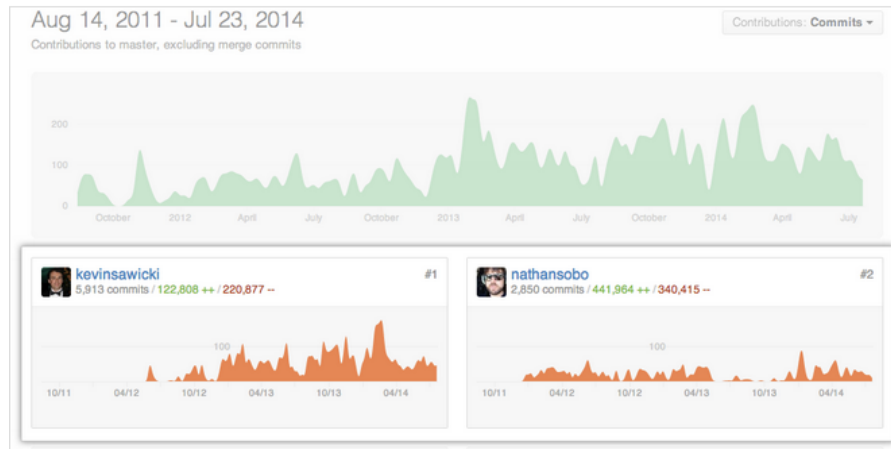 Aug 14, 2011 - Jul 23, 2014
Contributions: Commits
Contributions to master, excluding merge commits
200
100
0
October 2012 April July October 2013 April July October 2014 April July
kevinsawicki #1
5,913 commits / 122,808 ++ / 220,877 --
100
10/11 04/12 10/12 04/13 10/13 04/14
nathansobo #2
2,850 commits / 441,964 ++ / 340,415 --
100
10/11 04/12 10/12 04/13 10/13 04/14